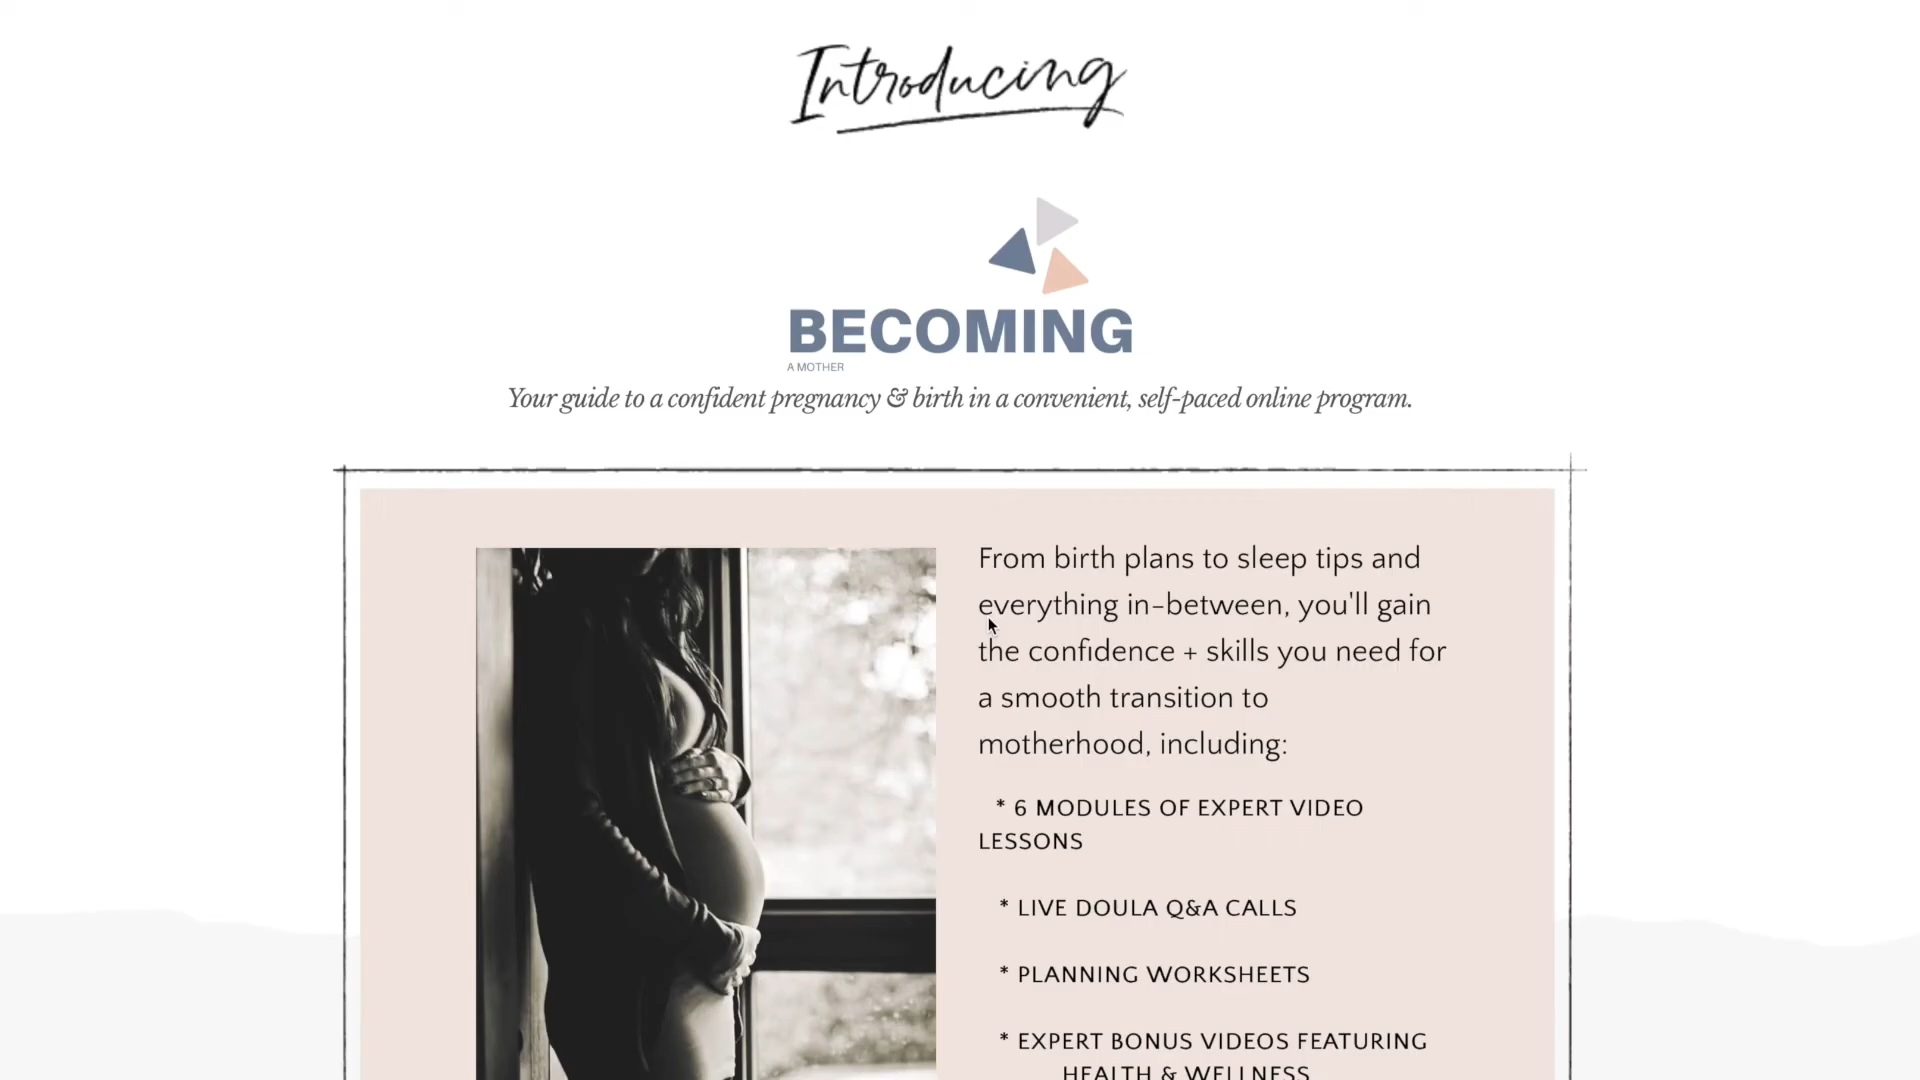 Introducing
BECOMING
A MOTHER
Your guide to a confident pregnancy & birth in a convenient, self-paced online program.
From birth plans to sleep tips and
everything in-between, you'll gain
the confidence + skills you need for
a smooth transition to
motherhood, including:
* 6 MODULES OF EXPERT VIDEO
LESSONS
* LIVE DOULA Q&A CALLS
* PLANNING WORKSHEETS
* EXPERT BONUS VIDEOS FEATURING
HEALTH & WELLNESS